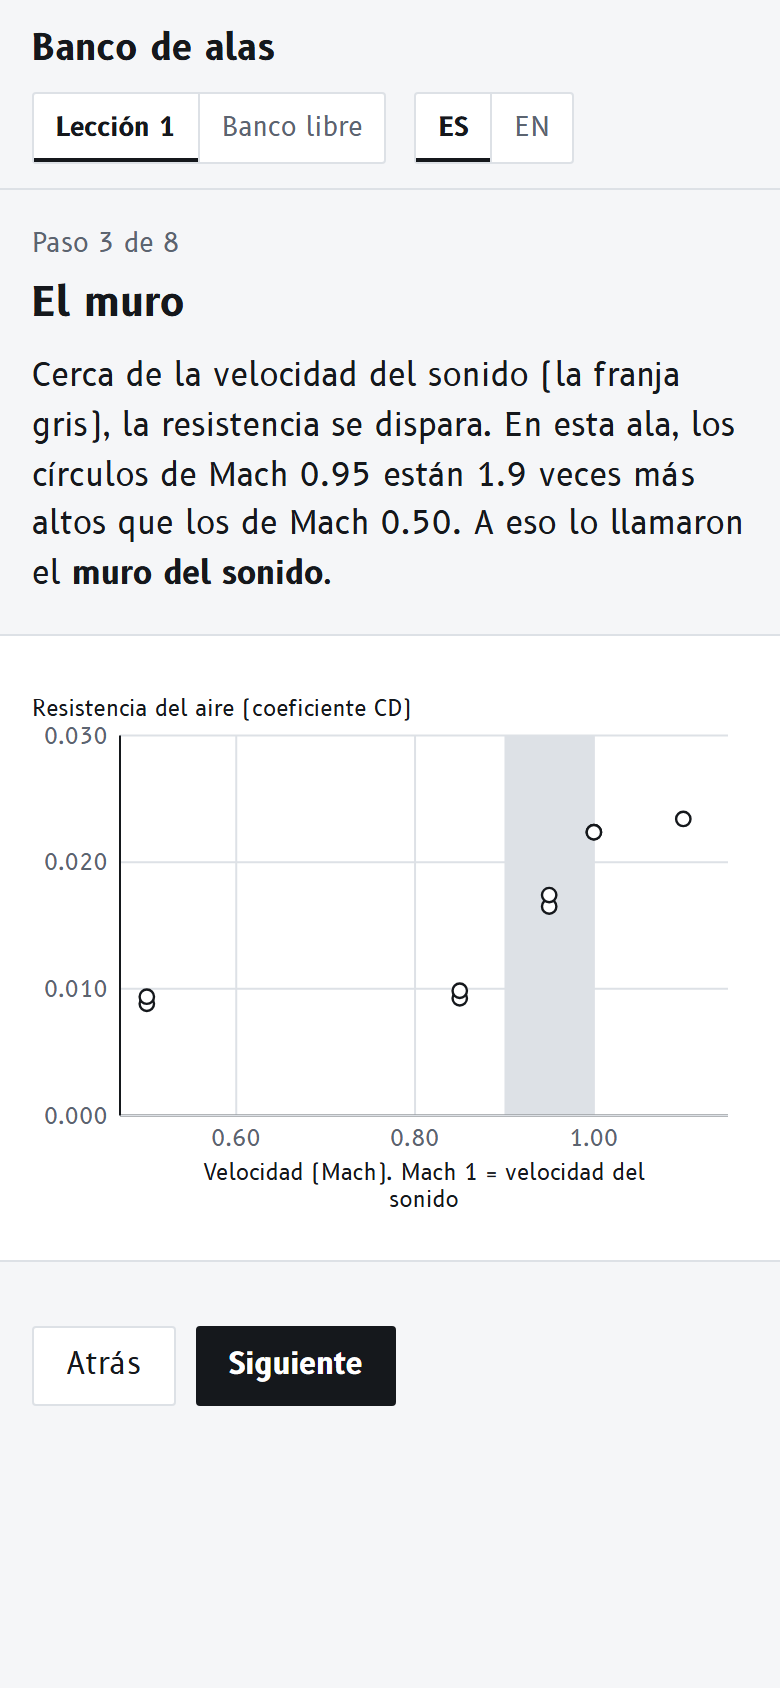 Banco de alas
Lección 1
Banco libre
ES
EN
Paso 3 de 8
El muro
Cerca de la velocidad del sonido (la franja
gris), la resistencia se dispara. En esta ala, los
círculos de Mach 0.95 están 1.9 veces más
altos que los de Mach 0.50. A eso lo llamaron
el muro del sonido.
Resistencia del aire (coeficiente CD)
0.030
0.020
0.010
0.000
0.60
0.80
1.00
Velocidad (Mach). Mach 1 = velocidad del
sonido
Atrás
Siguiente